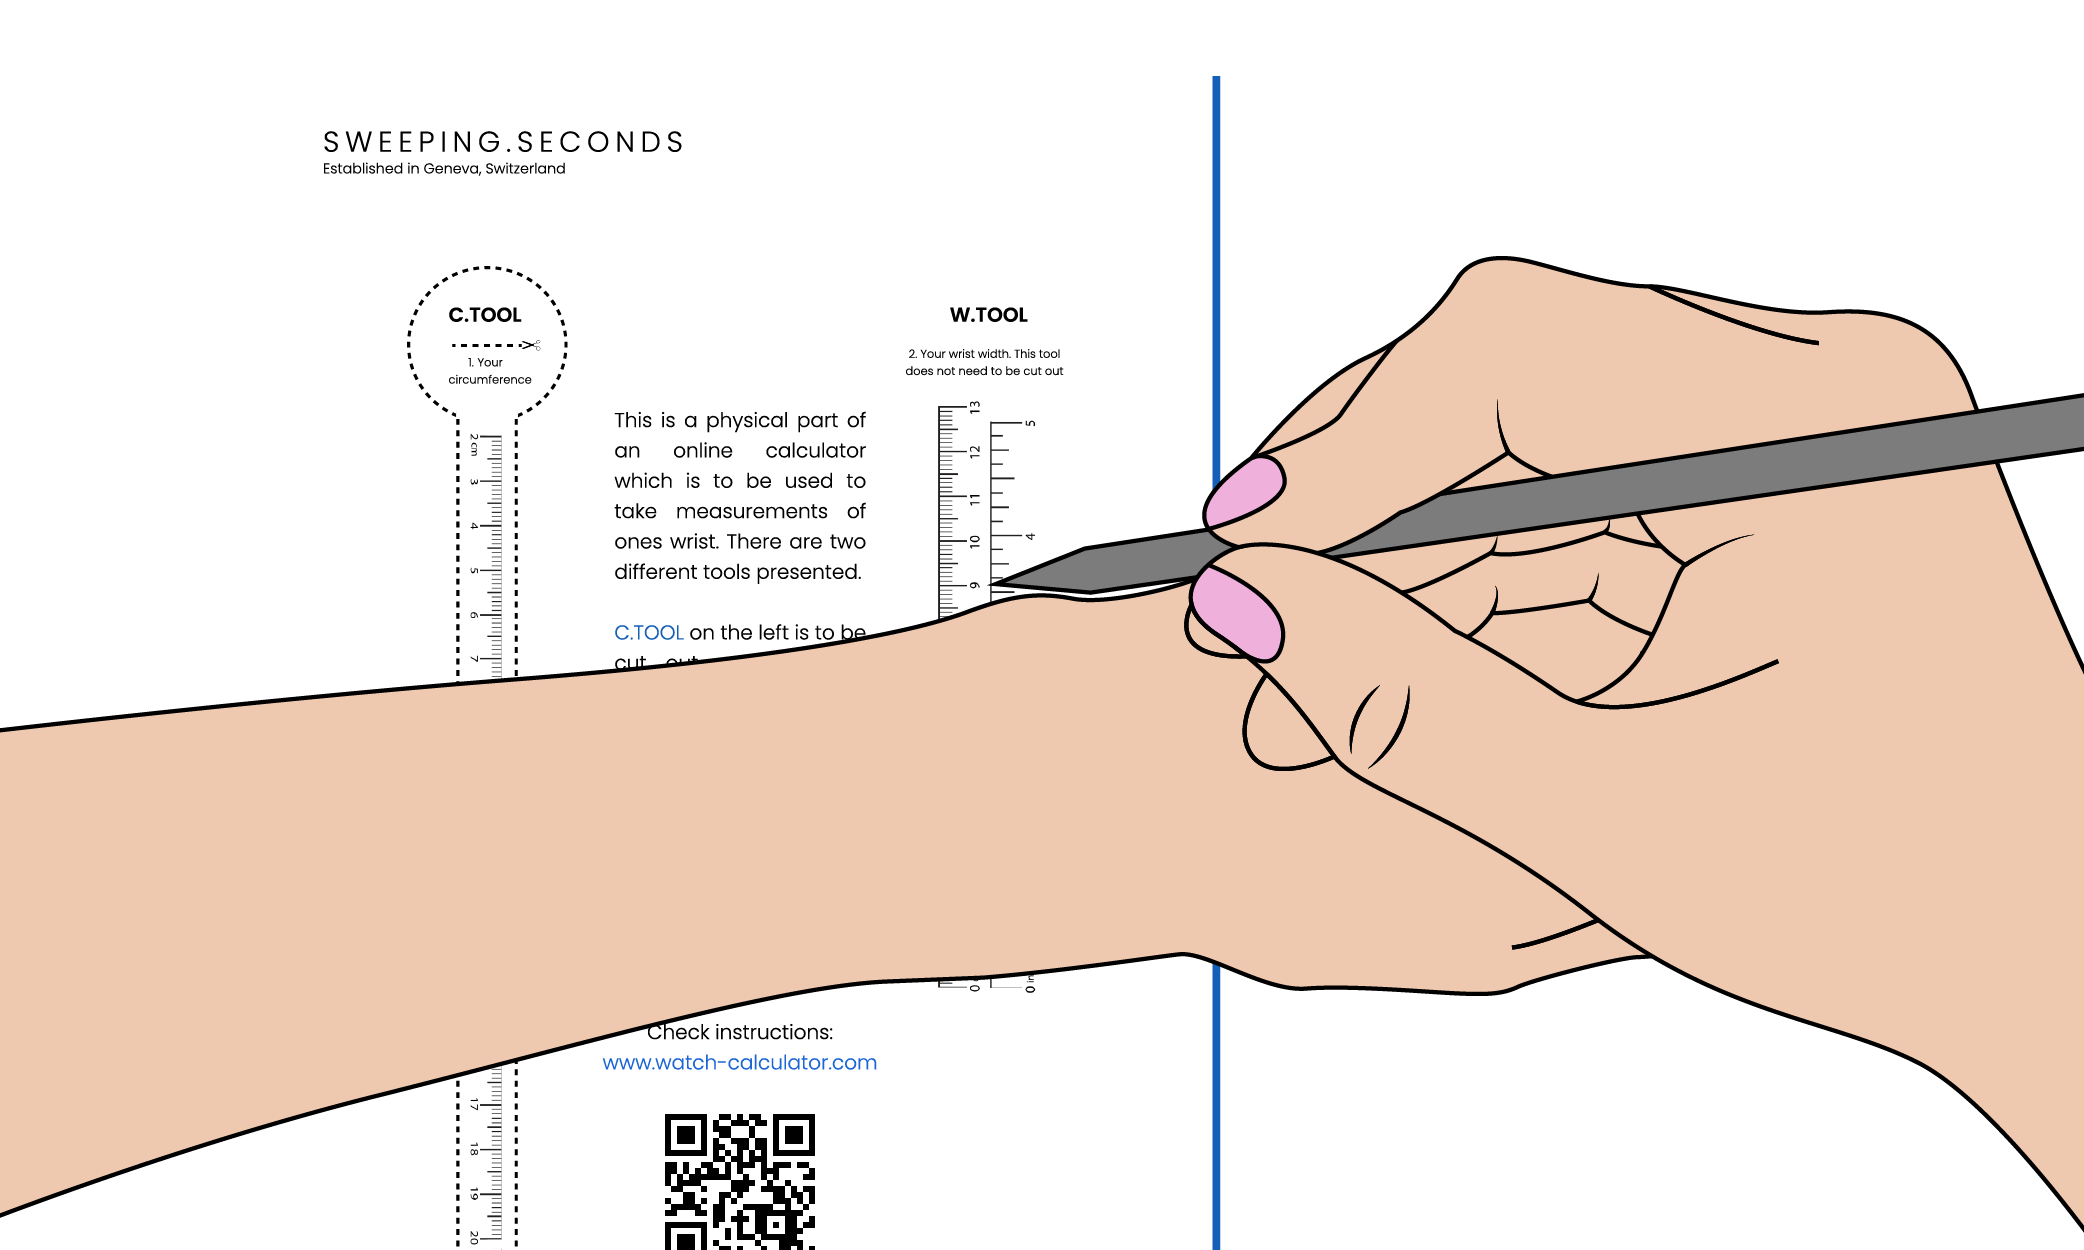 SWEEPING.SECONDS
Established in Geneva, Switzerland
C.TOOL
1. Your
circumference
2 cm
3
4
5
6
7
17
18
19
20
This is a physical part of
an online calculator
which is to be used to
take measurements of
ones wrist. There are two
different tools presented.
C.TOOL on the left is to be
cut out
W.TOOL
2. Your wrist width. This tool
does not need to be cut out
13
12
11
10
9
0
5
4
0 in
Check instructions:
www.watch-calculator.com